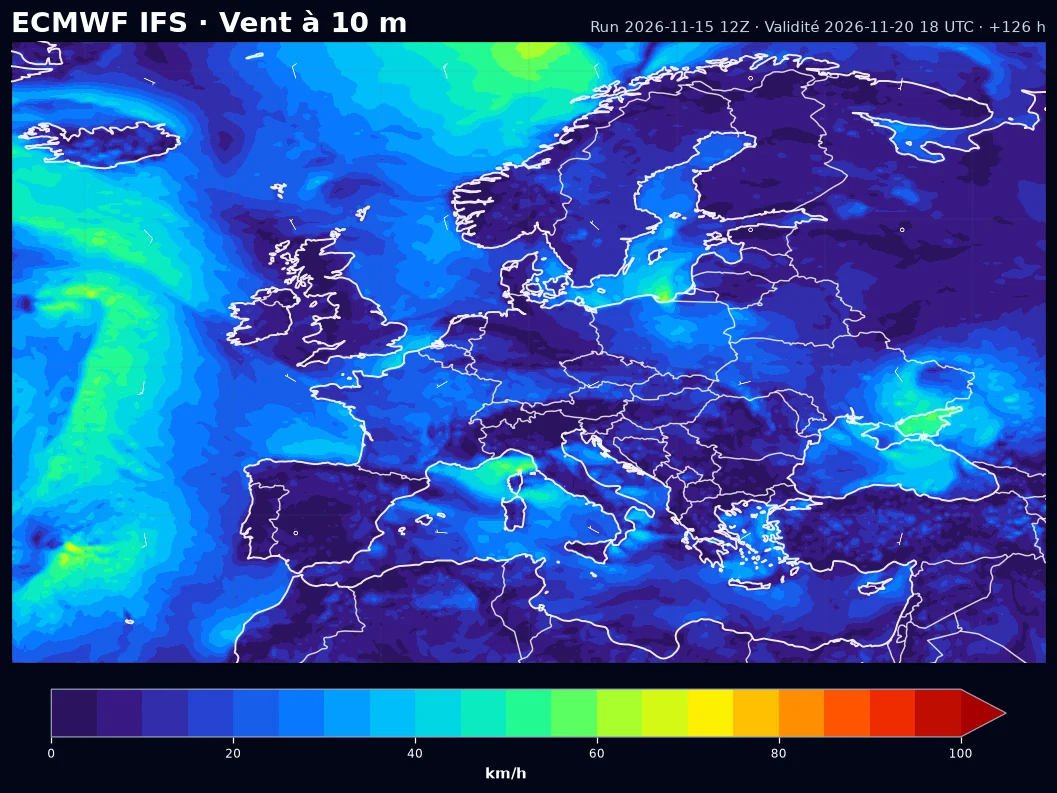 ECMWF IFS · Vent à 10 m
Run 2026-11-15 12Z · Validité 2026-11-20 18 UTC · +126 h
0 20 40 60 80 100
km/h